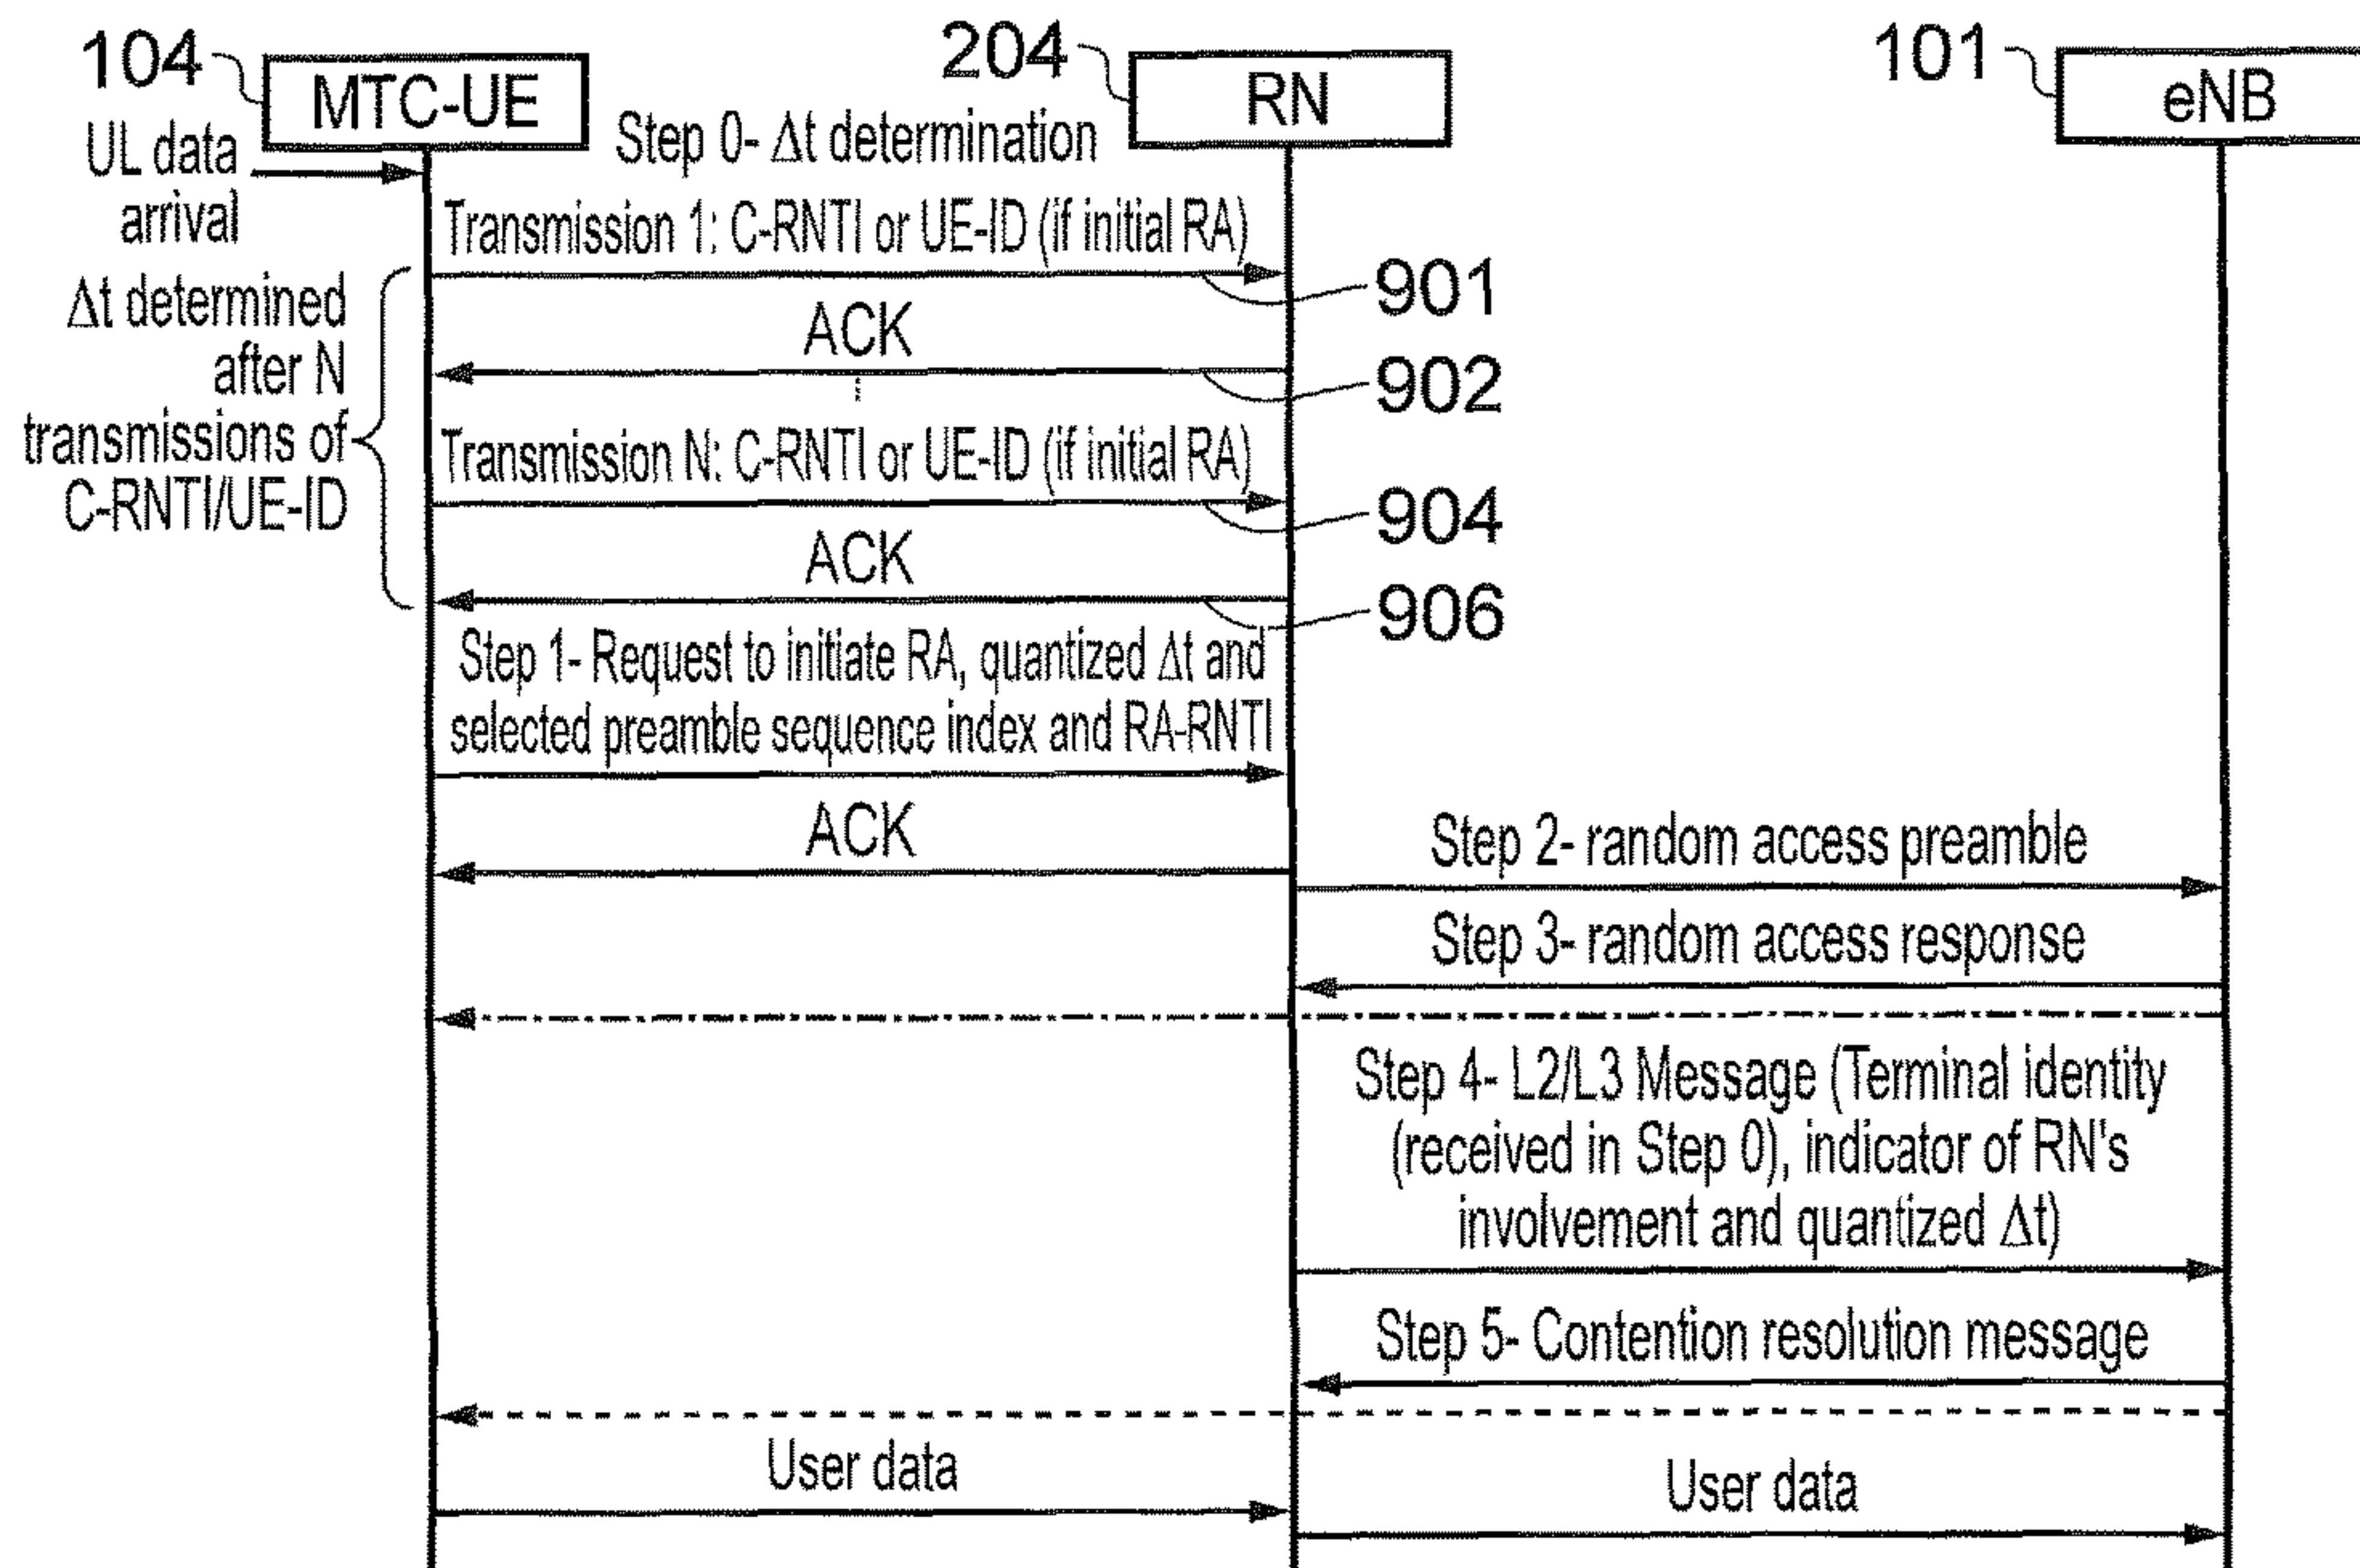 104
MTC-UE
204
RN
101
eNB
UL data
arrival
Step 0- Δt determination
Transmission 1: C-RNTI or UE-ID (if initial RA)
901
Δt determined
after N
transmissions of
C-RNTI/UE-ID
ACK
902
Transmission N: C-RNTI or UE-ID (if initial RA)
904
ACK
906
Step 1- Request to initiate RA, quantized Δt and
selected preamble sequence index and RA-RNTI
ACK
Step 2- random access preamble
Step 3- random access response
Step 4- L2/L3 Message (Terminal identity
(received in Step 0), indicator of RN's
involvement and quantized Δt)
Step 5- Contention resolution message
User data
User data